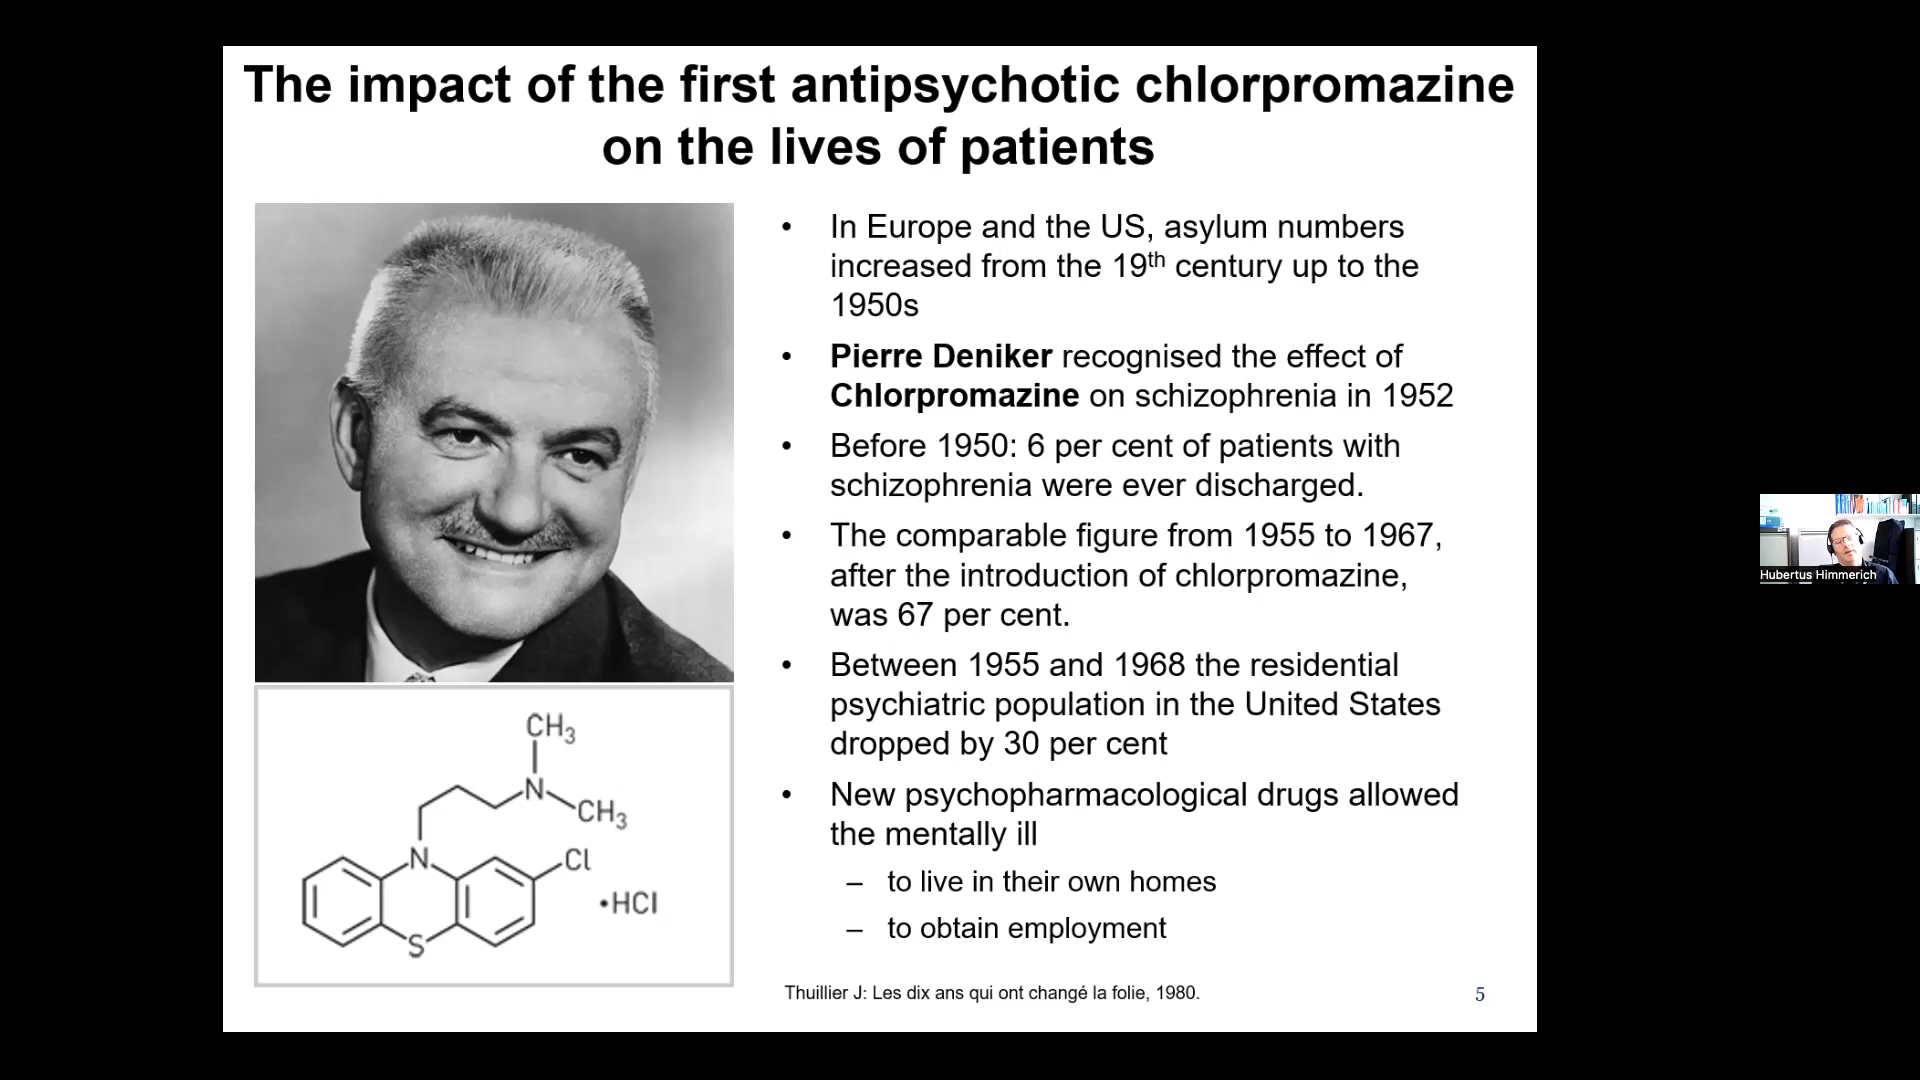 The impact of the first antipsychotic chlorpromazine
on the lives of patients
• In Europe and the US, asylum numbers
increased from the 19th century up to the
1950s
• Pierre Deniker recognised the effect of
Chlorpromazine on schizophrenia in 1952
• Before 1950: 6 per cent of patients with
schizophrenia were ever discharged.
• The comparable figure from 1955 to 1967,
after the introduction of chlorpromazine,
was 67 per cent.
• Between 1955 and 1968 the residential
psychiatric population in the United States
dropped by 30 per cent
• New psychopharmacological drugs allowed
the mentally ill
– to live in their own homes
– to obtain employment
CH3
N
CH3
N
Cl
•HCl
S
Thuillier J: Les dix ans qui ont changé la folie, 1980.
5
Hubertus Himmerich